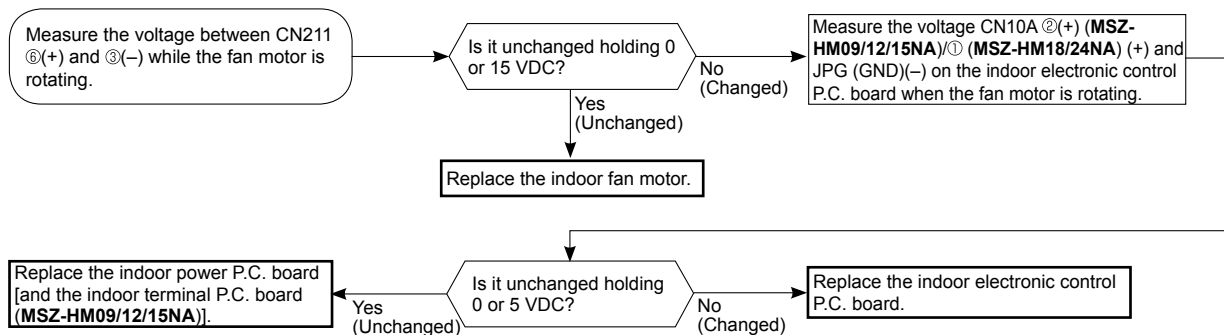 Measure the voltage between CN211
⑥(+) and ③(–) while the fan motor is
rotating.
Is it unchanged holding 0
or 15 VDC?
No
(Changed)
Yes
(Unchanged)
Replace the indoor fan motor.
Measure the voltage CN10A ②(+) (MSZ-
HM09/12/15NA)/① (MSZ-HM18/24NA) (+) and
JPG (GND)(–) on the indoor electronic control
P.C. board when the fan motor is rotating.
Is it unchanged holding
0 or 5 VDC?
Yes
(Unchanged)
Replace the indoor power P.C. board
[and the indoor terminal P.C. board
(MSZ-HM09/12/15NA)].
No
(Changed)
Replace the indoor electronic control
P.C. board.